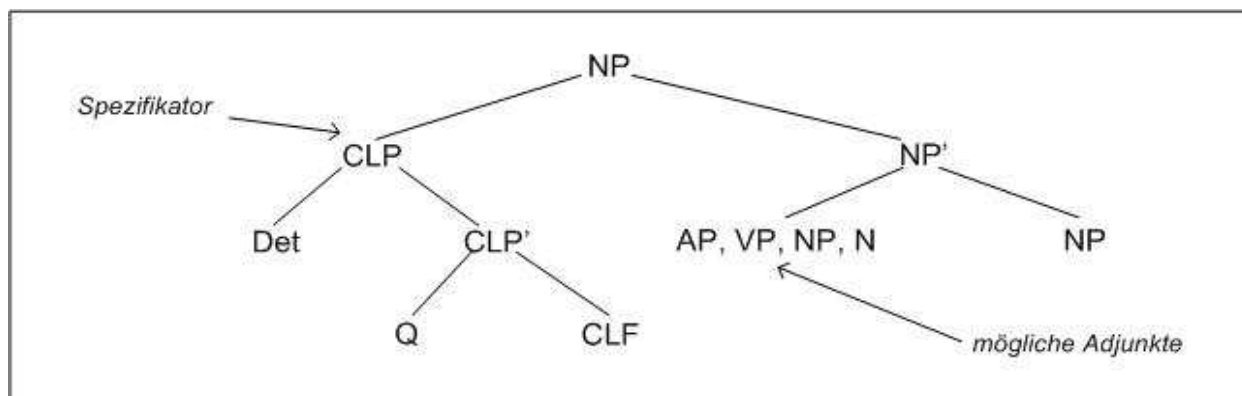 NP
Spezifikator
CLP NP’
Det CLP’ AP, VP, NP, N NP
Q CLF mögliche Adjunkte